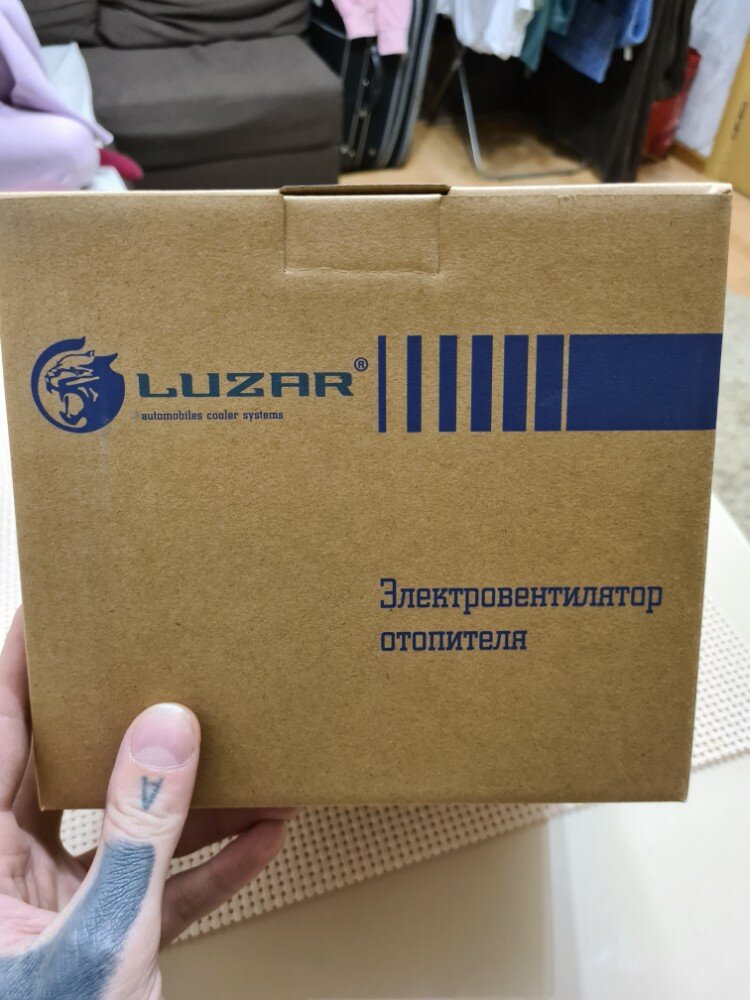 LUZAR®
automobiles cooler systems
Электровентилятор
отопителя
A